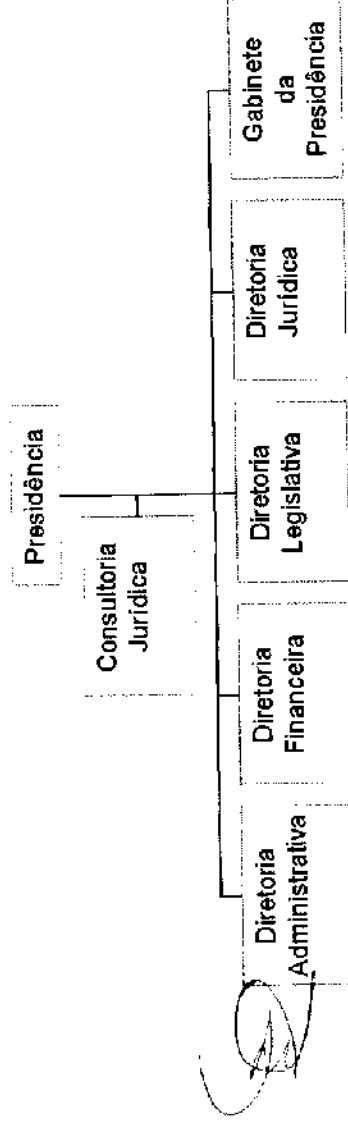 Presidência
Consultoria
Jurídica
Diretoria
Administrativa
Diretoria
Financeira
Diretoria
Legislativa
Diretoria
Jurídica
Gabinete
da
Presidência